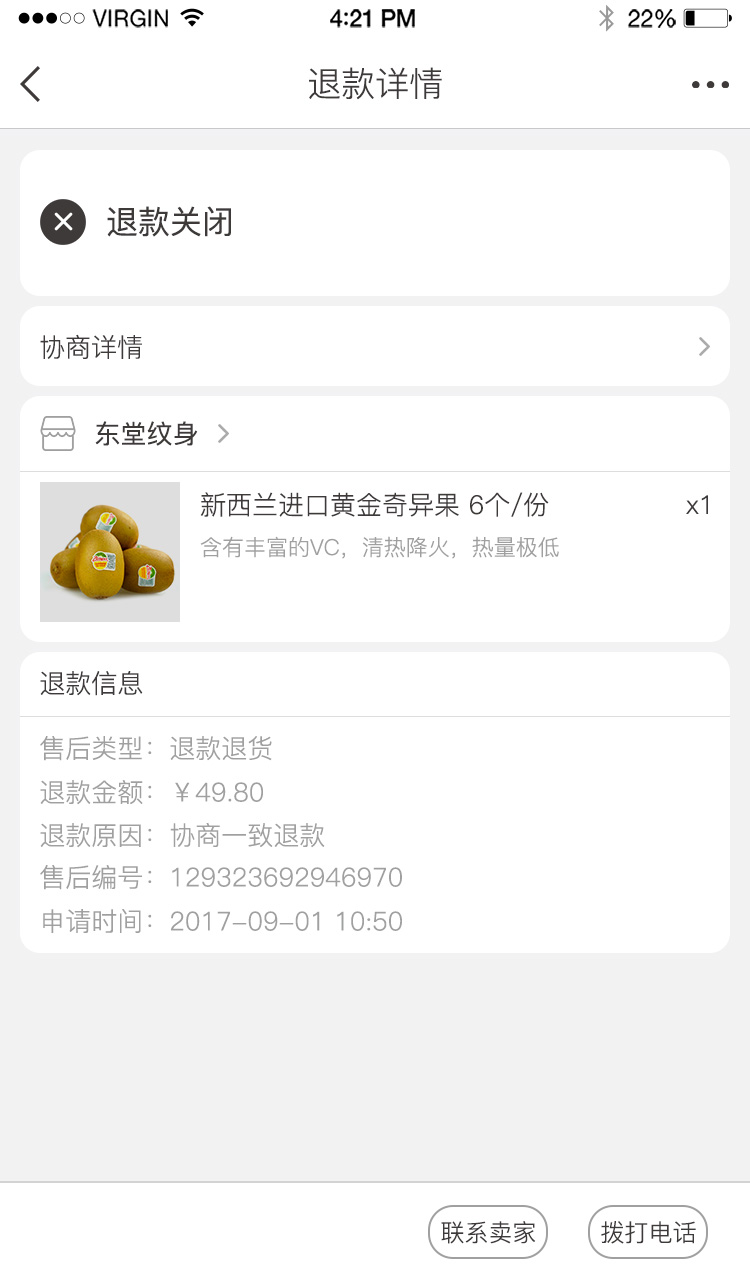 VIRGIN 4:21 PM 22%
退款详情
退款关闭
协商详情
东堂纹身
新西兰进口黄金奇异果 6个/份 x1
含有丰富的VC，清热降火，热量极低
退款信息
售后类型：退款退货
退款金额：￥49.80
退款原因：协商一致退款
售后编号：129323692946970
申请时间：2017-09-01 10:50
联系卖家 拨打电话